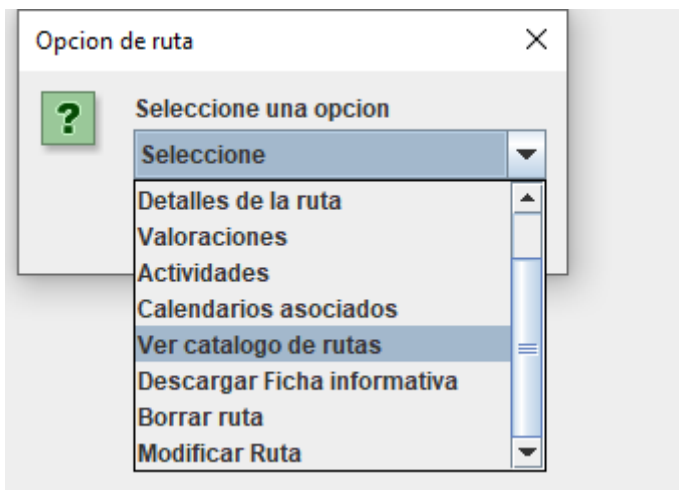 Opcion de ruta
?
Seleccione una opcion
Seleccione
Detalles de la ruta
Valoraciones
Actividades
Calendarios asociados
Ver catalogo de rutas
Descargar Ficha informativa
Borrar ruta
Modificar Ruta